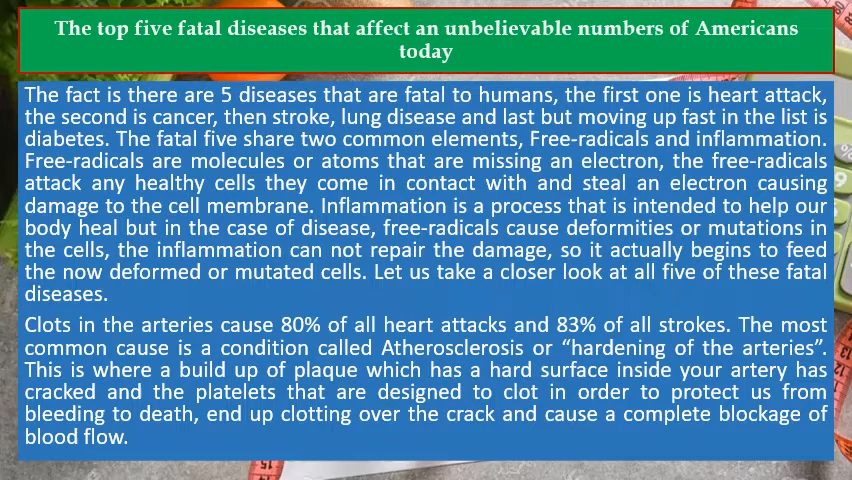 The top five fatal diseases that affect an unbelievable numbers of Americans
today
The fact is there are 5 diseases that are fatal to humans, the first one is heart attack,
the second is cancer, then stroke, lung disease and last but moving up fast in the list is
diabetes. The fatal five share two common elements, Free-radicals and inflammation.
Free-radicals are molecules or atoms that are missing an electron, the free-radicals
attack any healthy cells they come in contact with and steal an electron causing
damage to the cell membrane. Inflammation is a process that is intended to help our
body heal but in the case of disease, free-radicals cause deformities or mutations in
the cells, the inflammation can not repair the damage, so it actually begins to feed
the now deformed or mutated cells. Let us take a closer look at all five of these fatal
diseases.
Clots in the arteries cause 80% of all heart attacks and 83% of all strokes. The most
common cause is a condition called Atherosclerosis or “hardening of the arteries”.
This is where a build up of plaque which has a hard surface inside your artery has
cracked and the platelets that are designed to clot in order to protect us from
bleeding to death, end up clotting over the crack and cause a complete blockage of
blood flow.
15